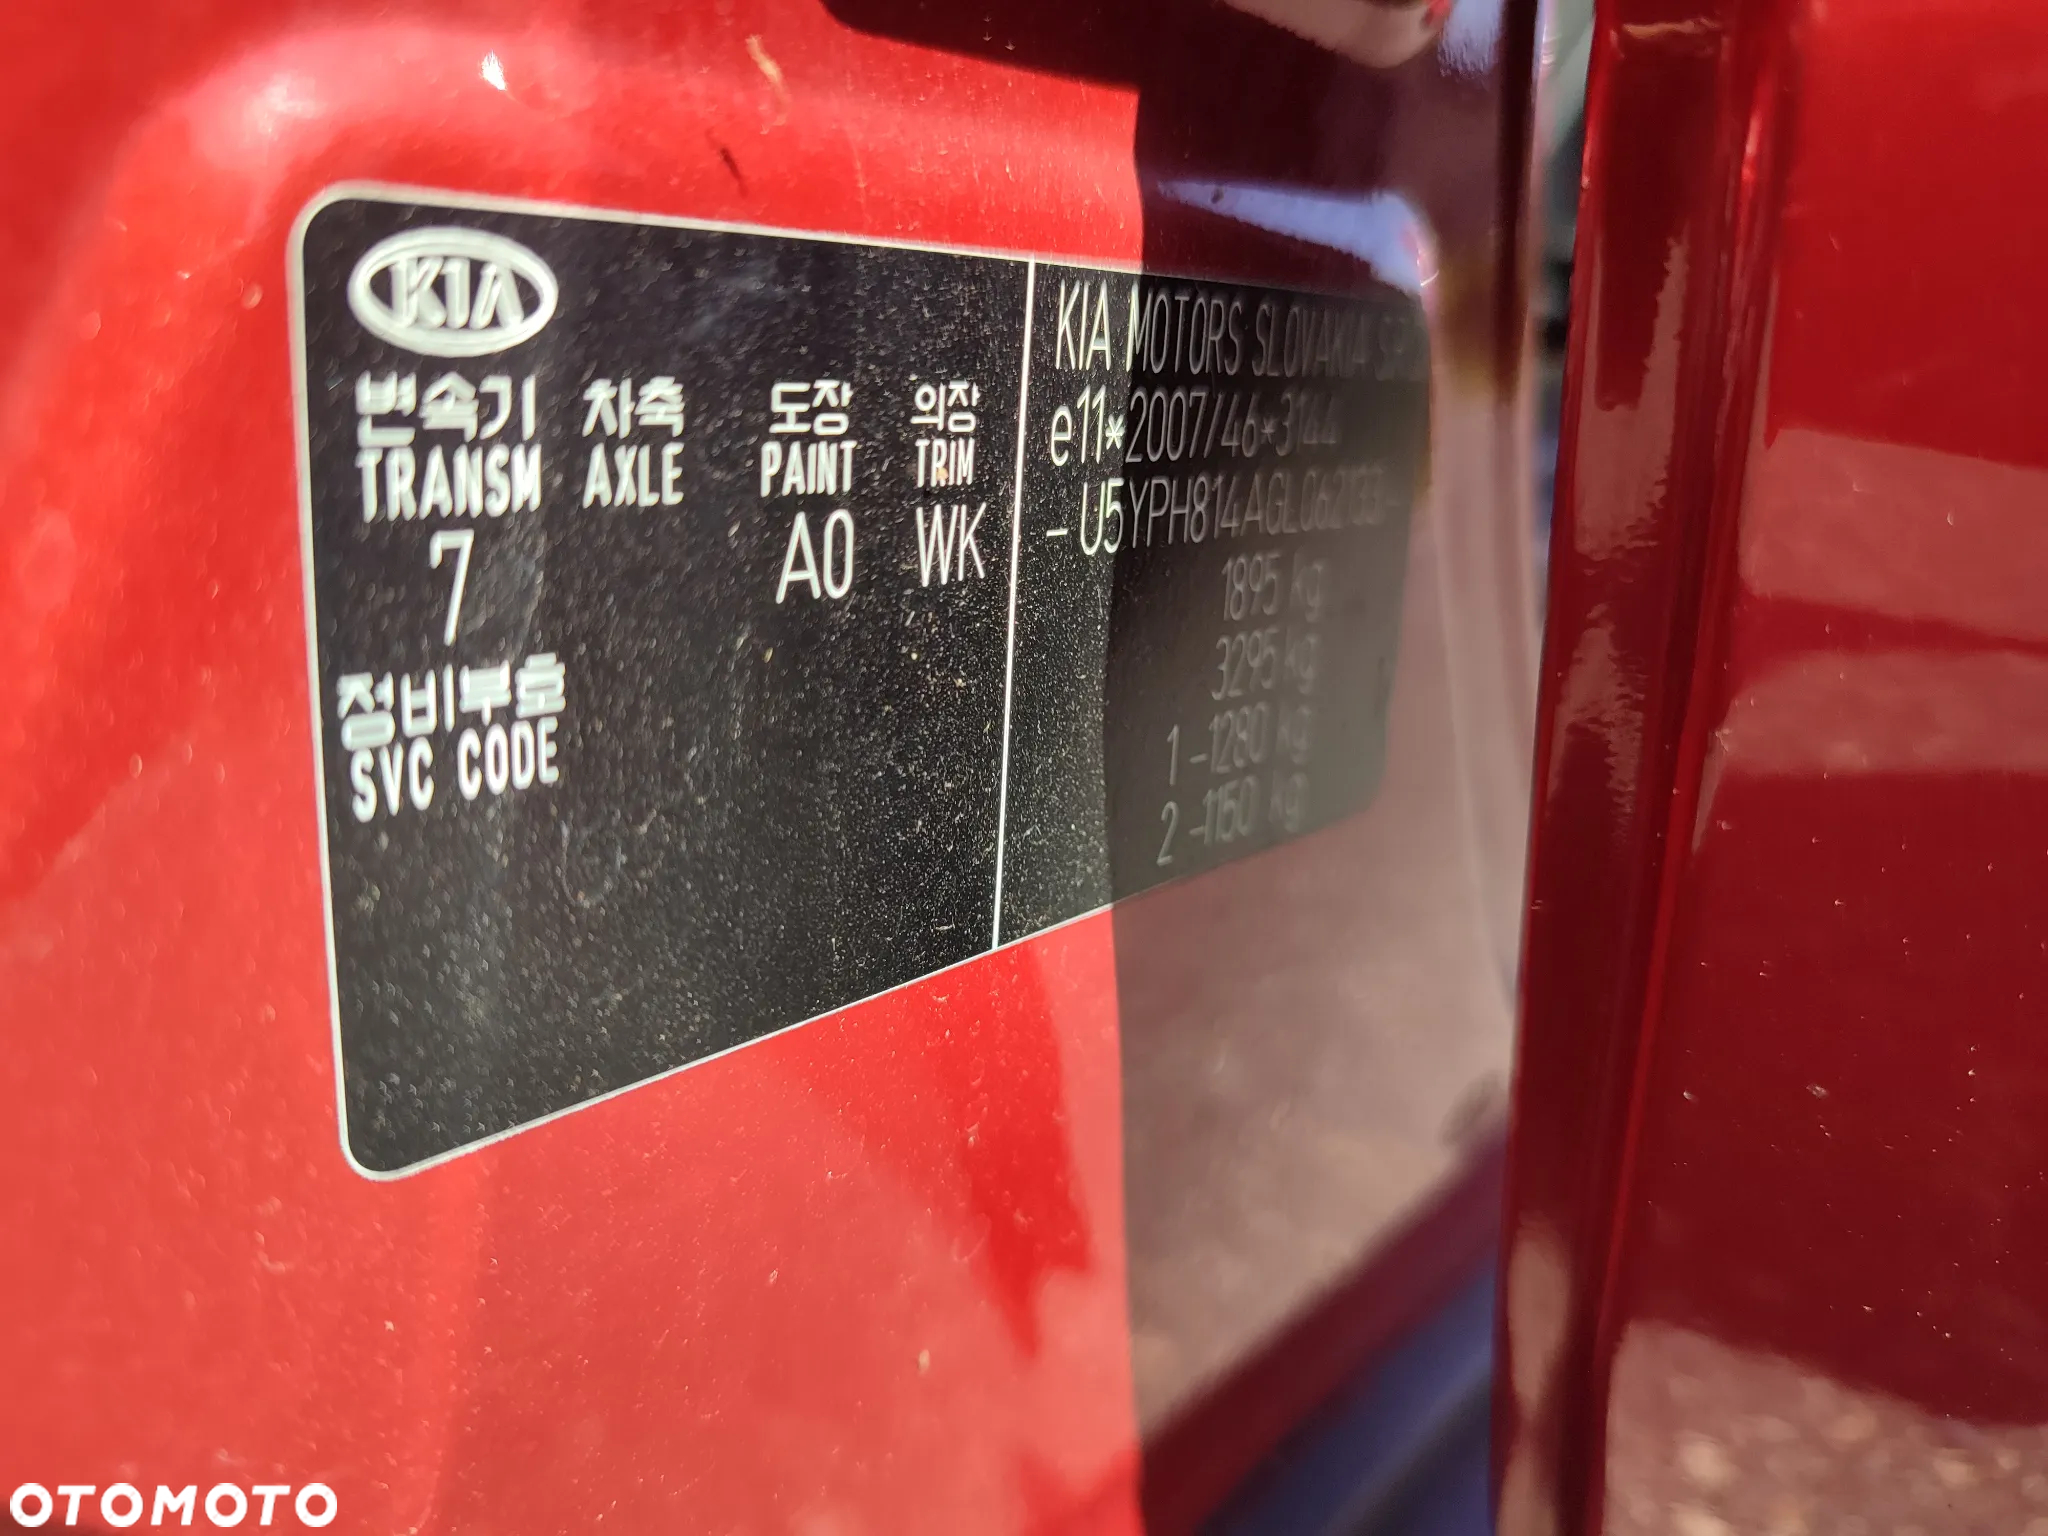 KIA
변속기 차축 도장 의장
TRANSM AXLE PAINT TRIM
7 A0 WK
정비부호
SVC CODE
KIA MOTORS SLOVAKIA
e11*2007/46*3144
1895 kg
3295 kg
1 -1280 kg
2 -1150 kg
OTOMOTO